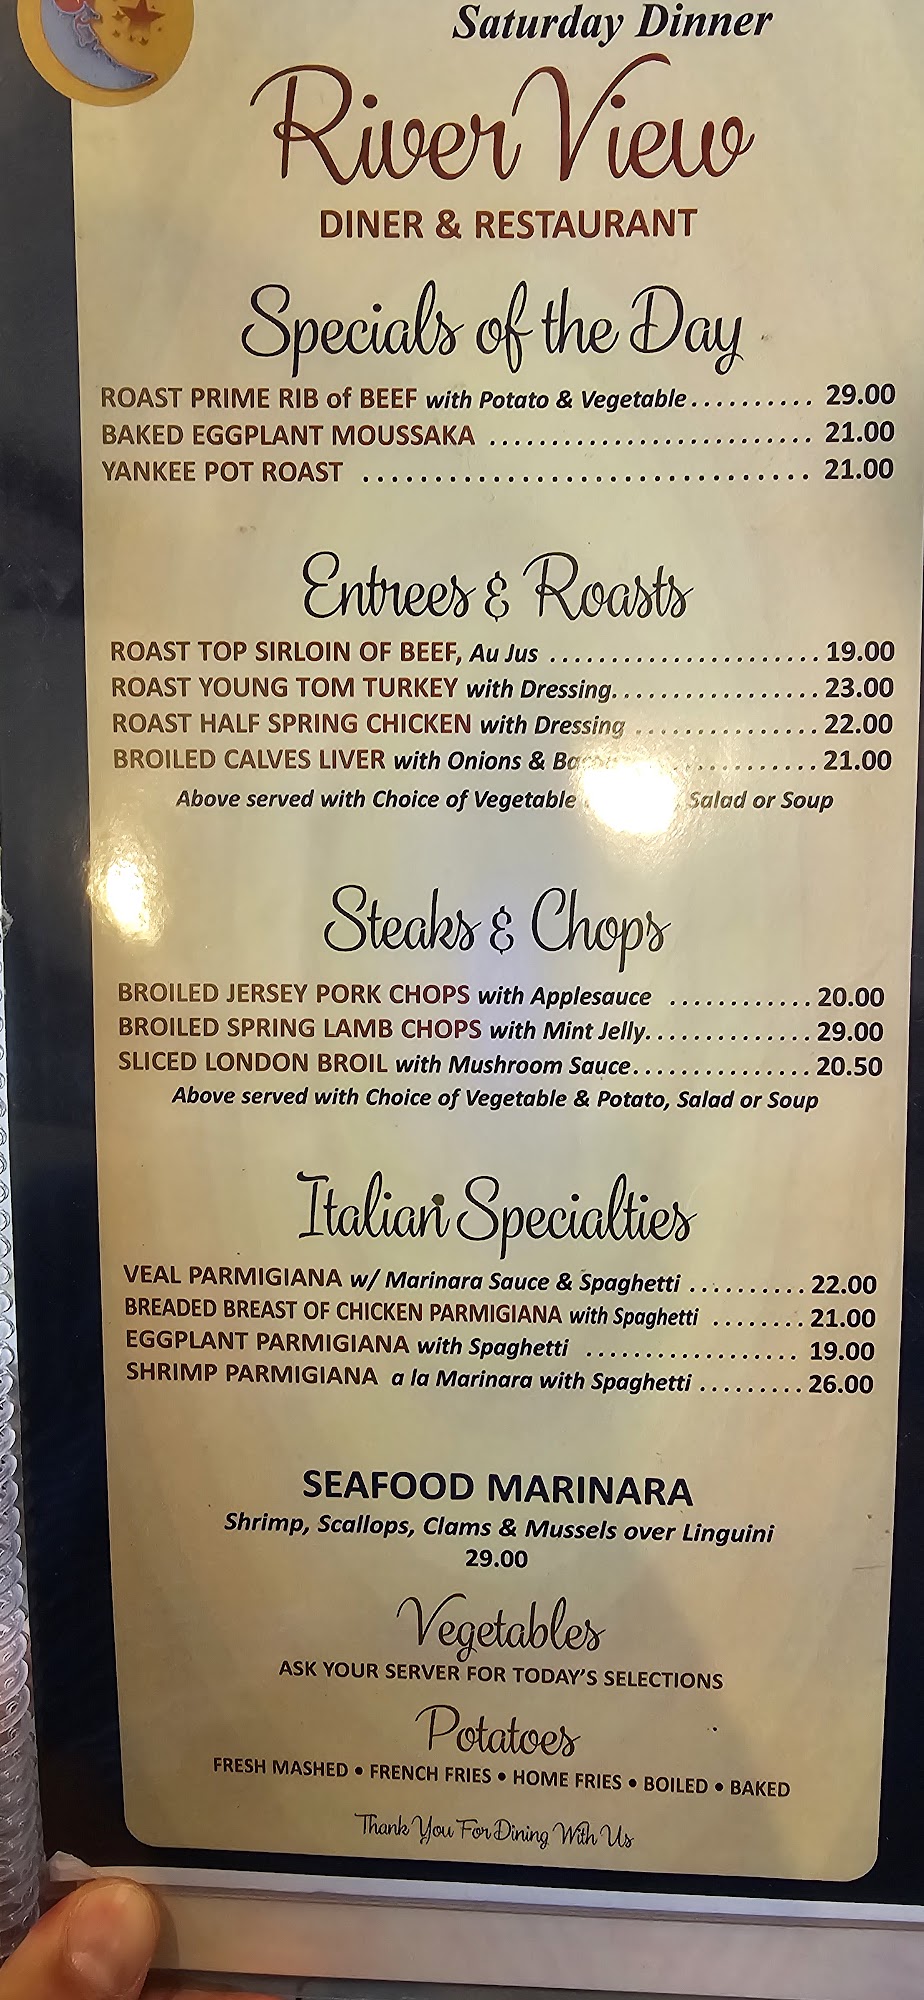 Saturday Dinner
River View
DINER & RESTAURANT
Specials of the Day
ROAST PRIME RIB of BEEF with Potato & Vegetable.......... 29.00
BAKED EGGPLANT MOUSSAKA ............................ 21.00
YANKEE POT ROAST ............................... 21.00
Entrees & Roasts
ROAST TOP SIRLOIN OF BEEF, Au Jus ....................... 19.00
ROAST YOUNG TOM TURKEY with Dressing.................. 23.00
ROAST HALF SPRING CHICKEN with Dressing ................ 22.00
BROILED CALVES LIVER with Onions & ............ 21.00
Above served with Choice of Vegetable Salad or Soup
Steaks & Chops
BROILED JERSEY PORK CHOPS with Applesauce ............ 20.00
BROILED SPRING LAMB CHOPS with Mint Jelly............... 29.00
SLICED LONDON BROIL with Mushroom Sauce................ 20.50
Above served with Choice of Vegetable & Potato, Salad or Soup
Italian Specialties
VEAL PARMIGIANA w/ Marinara Sauce & Spaghetti .......... 22.00
BREADED BREAST OF CHICKEN PARMIGIANA with Spaghetti ........ 21.00
EGGPLANT PARMIGIANA with Spaghetti .................. 19.00
SHRIMP PARMIGIANA a la Marinara with Spaghetti ......... 26.00
SEAFOOD MARINARA
Shrimp, Scallops, Clams & Mussels over Linguini
29.00
Vegetables
ASK YOUR SERVER FOR TODAY'S SELECTIONS
Potatoes
FRESH MASHED • FRENCH FRIES • HOME FRIES • BOILED • BAKED
Thank You For Dining With Us